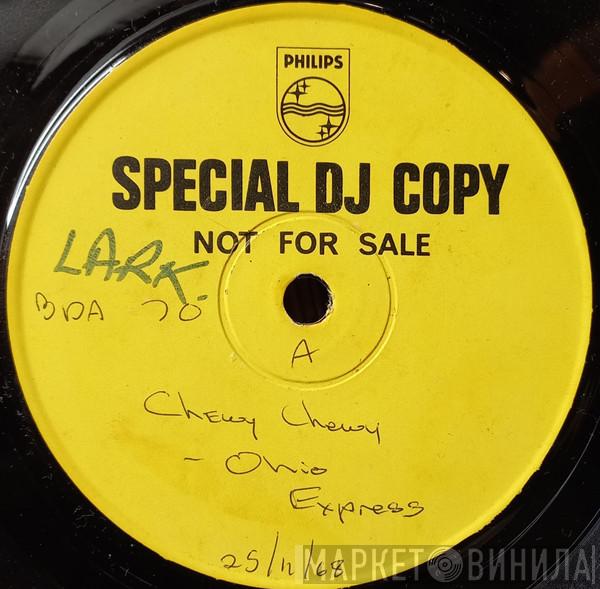 PHILIPS
SPECIAL DJ COPY
NOT FOR SALE
LARK.
BDA 70
A
Chewy Chewy
- Ohio
Express
25/11/68
МАРКЕТ ВИНИЛА